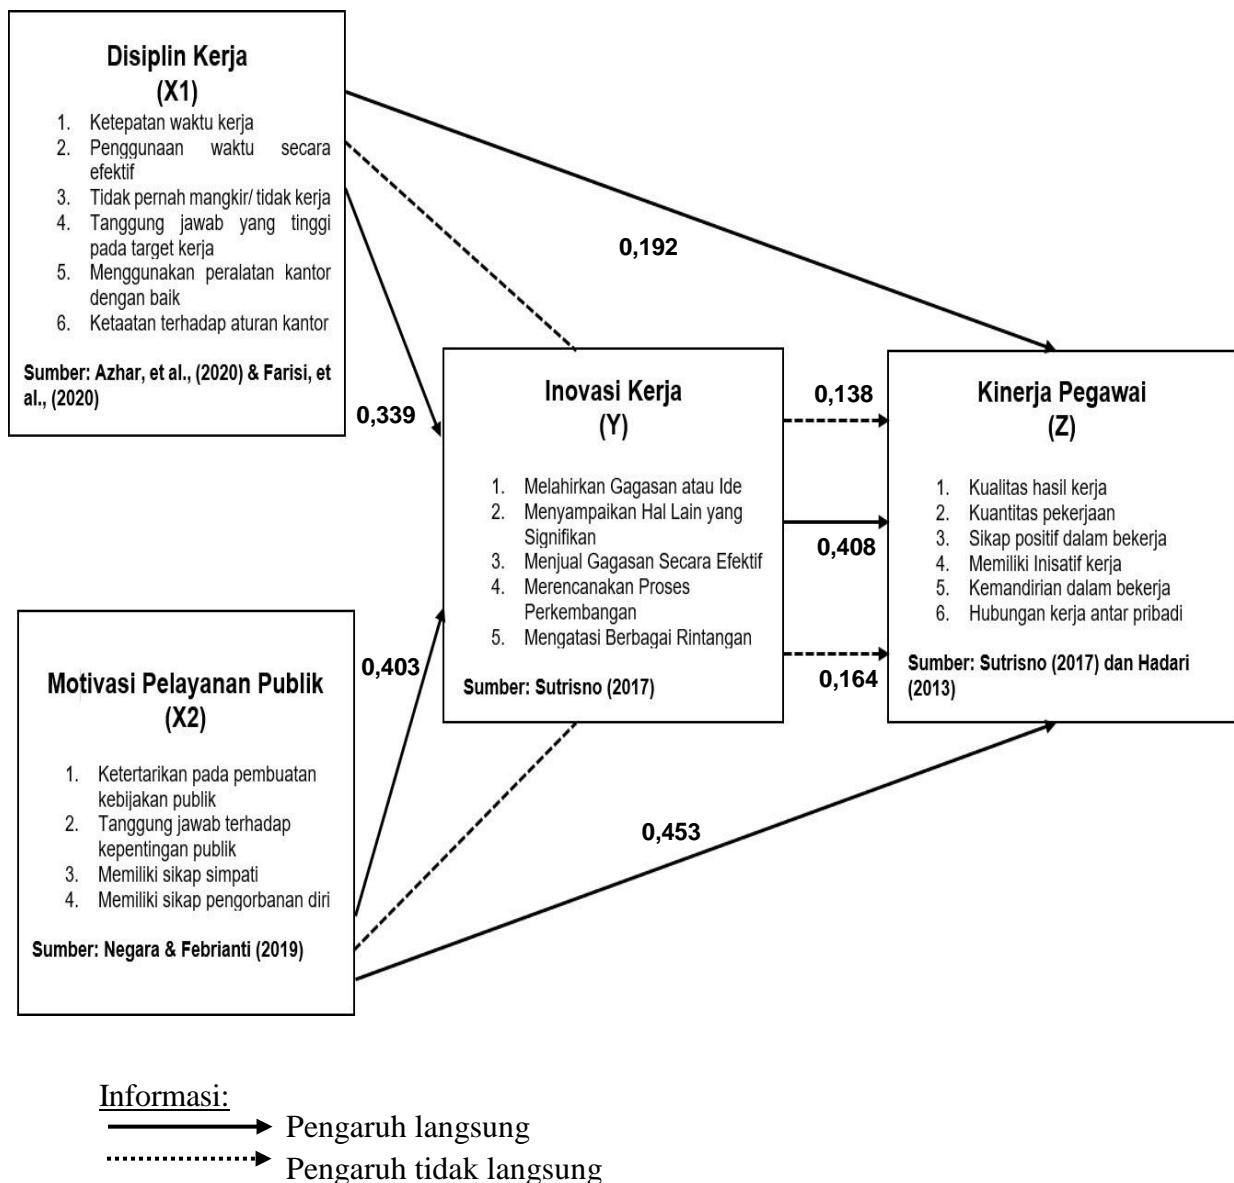 Disiplin Kerja
(X1)
1. Ketepatan waktu kerja
2. Penggunaan waktu secara
efektif
3. Tidak pernah mangkir/ tidak kerja
4. Tanggung jawab yang tinggi
pada target kerja
5. Menggunakan peralatan kantor
dengan baik
6. Ketaatan terhadap aturan kantor
Sumber: Azhar, et al., (2020) & Farisi, et
al., (2020)
0,192
0,339
Inovasi Kerja
(Y)
1. Melahirkan Gagasan atau Ide
2. Menyampaikan Hal Lain yang
Signifikan
3. Menjual Gagasan Secara Efektif
4. Merencanakan Proses
Perkembangan
5. Mengatasi Berbagai Rintangan
Sumber: Sutrisno (2017)
0,138
0,408
0,164
Kinerja Pegawai
(Z)
1. Kualitas hasil kerja
2. Kuantitas pekerjaan
3. Sikap positif dalam bekerja
4. Memiliki Inisatif kerja
5. Kemandirian dalam bekerja
6. Hubungan kerja antar pribadi
Sumber: Sutrisno (2017) dan Hadari
(2013)
Motivasi Pelayanan Publik
(X2)
1. Ketertarikan pada pembuatan
kebijakan publik
2. Tanggung jawab terhadap
kepentingan publik
3. Memiliki sikap simpati
4. Memiliki sikap pengorbanan diri
Sumber: Negara & Febrianti (2019)
0,403
0,453
Informasi:
Pengaruh langsung
Pengaruh tidak langsung